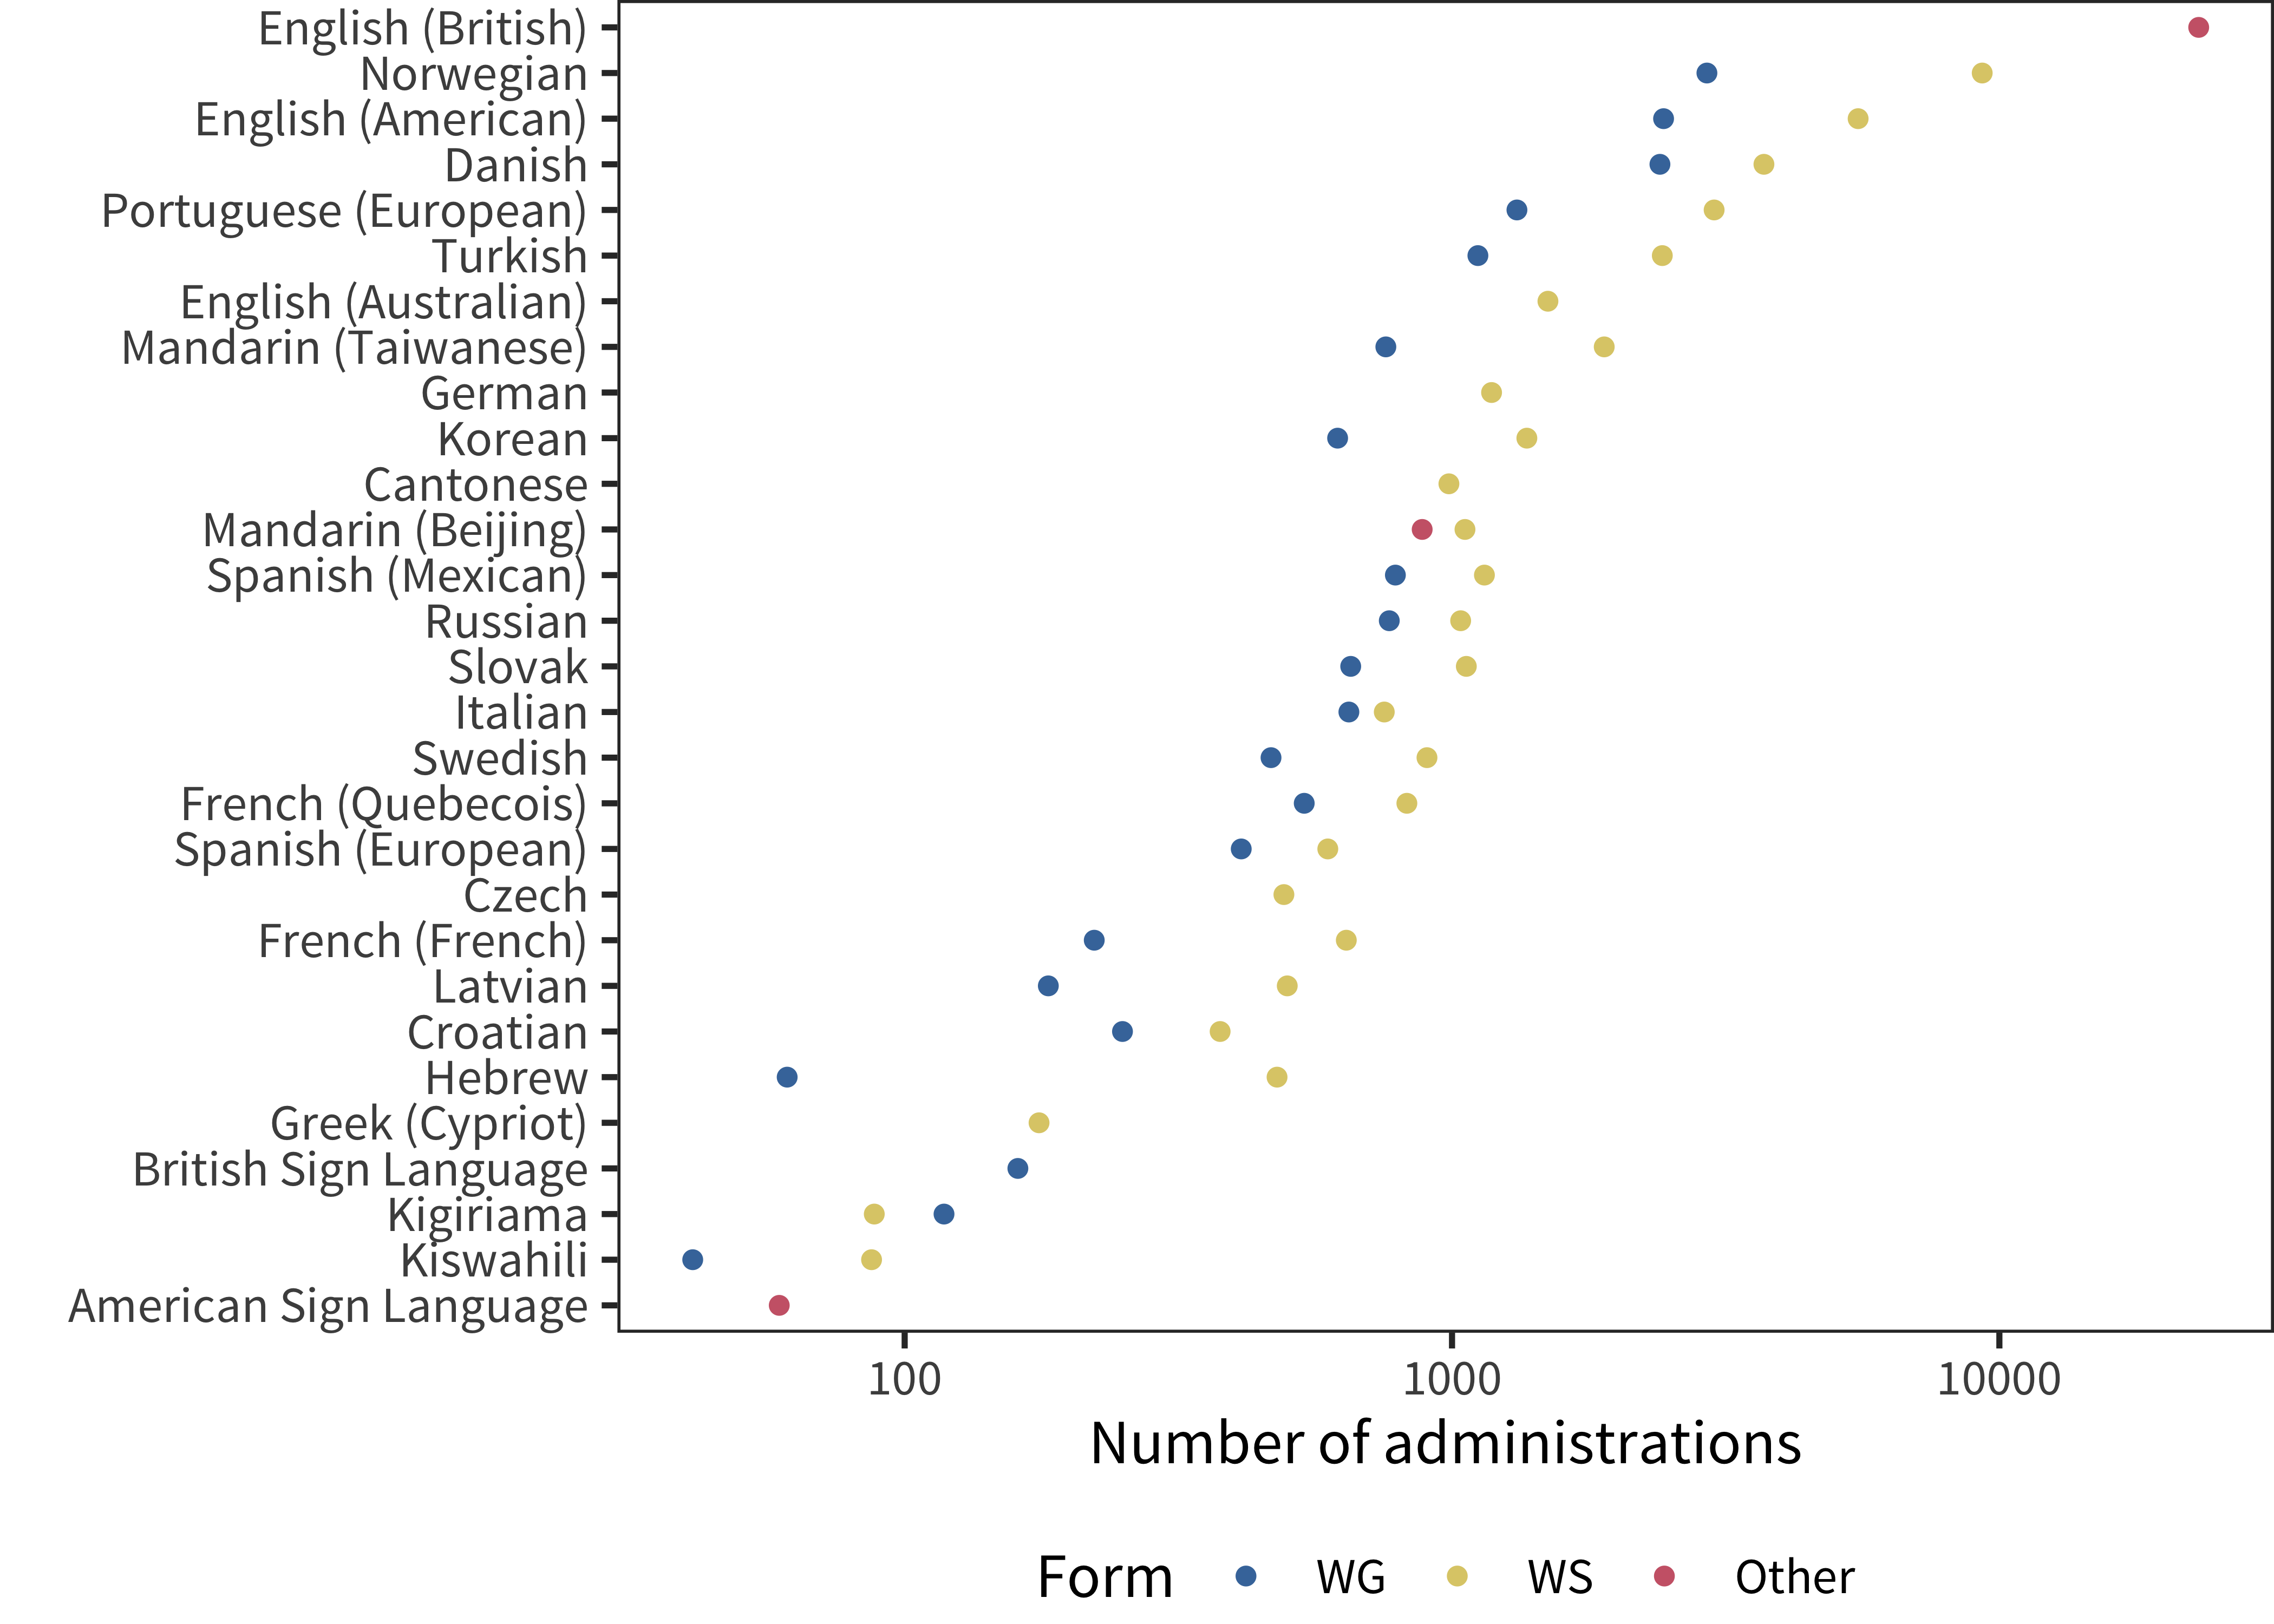 English (British)
Norwegian
English (American)
Danish
Portuguese (European)
Turkish
English (Australian)
Mandarin (Taiwanese)
German
Korean
Cantonese
Mandarin (Beijing)
Spanish (Mexican)
Russian
Slovak
Italian
Swedish
French (Quebecois)
Spanish (European)
Czech
French (French)
Latvian
Croatian
Hebrew
Greek (Cypriot)
British Sign Language
Kigiriama
Kiswahili
American Sign Language
100 1000 10000
Number of administrations
Form WG WS Other